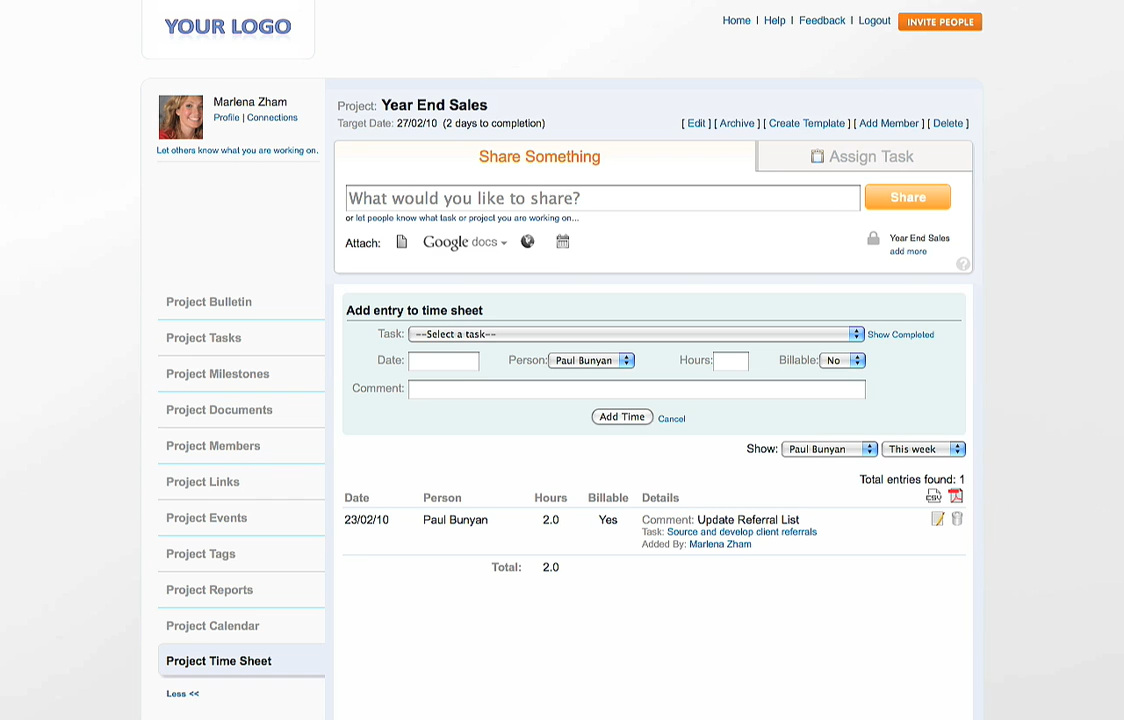 YOUR LOGO
Home | Help | Feedback | Logout INVITE PEOPLE
Marlena Zham
Profile | Connections
Let others know what you are working on.
Project: Year End Sales
Target Date: 27/02/10 (2 days to completion)
[ Edit ] [ Archive ] [ Create Template ] [ Add Member ] [ Delete ]
Share Something
Assign Task
What would you like to share?
Share
or let people know what task or project you are working on...
Attach: Google docs
Year End Sales
add more
?
Project Bulletin
Project Tasks
Project Milestones
Project Documents
Project Members
Project Links
Project Events
Project Tags
Project Reports
Project Calendar
Project Time Sheet
Less <<
Add entry to time sheet
Task: --Select a task-- Show Completed
Date: Person: Paul Bunyan Hours: Billable: No
Comment:
Add Time Cancel
Show: Paul Bunyan This week
Total entries found: 1
CSV
Date Person Hours Billable Details
23/02/10 Paul Bunyan 2.0 Yes Comment: Update Referral List
Task: Source and develop client referrals
Added By: Marlena Zham
Total: 2.0